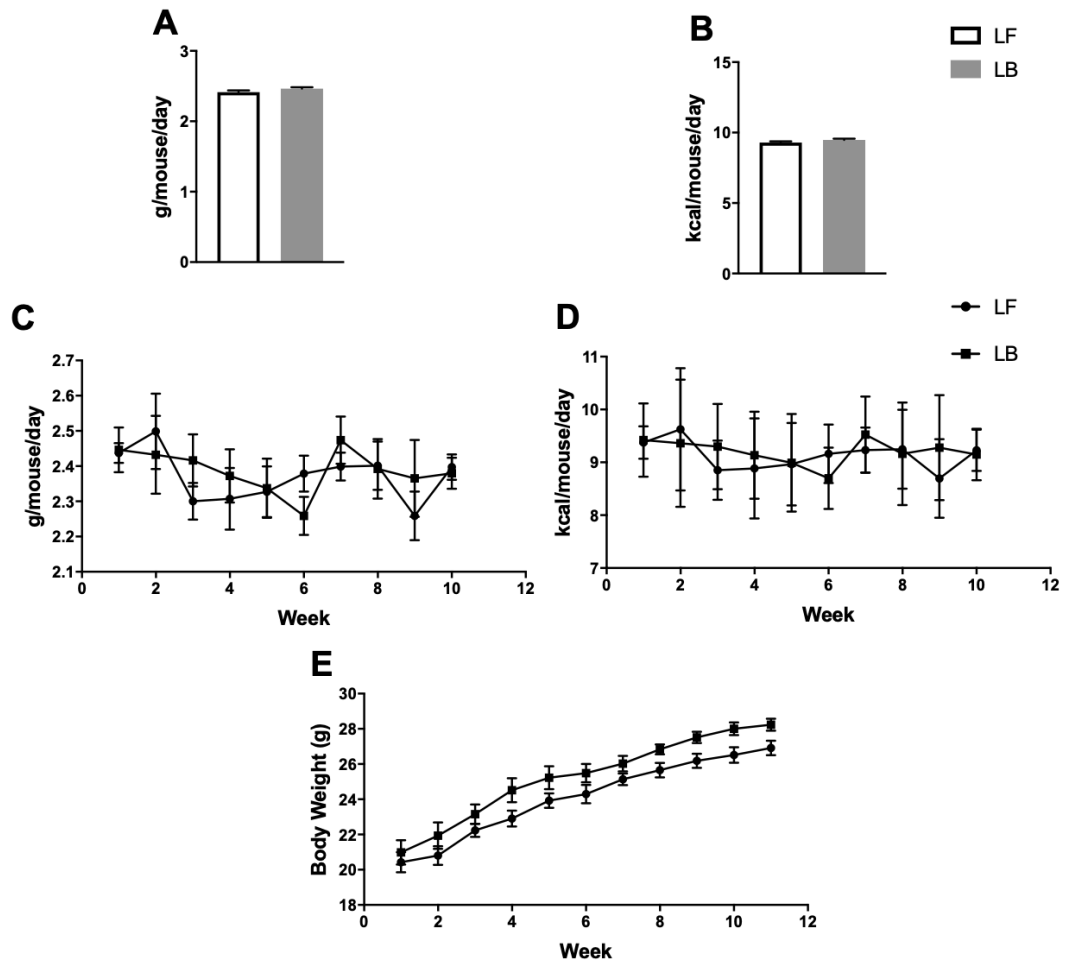 A
g/mouse/day
3
2
1
0
B
kcal/mouse/day
15
10
5
0
LF
LB
C
g/mouse/day
2.7
2.6
2.5
2.4
2.3
2.2
2.1
0 2 4 6 8 10 12
Week
D
kcal/mouse/day
11
10
9
8
7
0 2 4 6 8 10 12
Week
LF
LB
E
Body Weight (g)
30
28
26
24
22
20
18
0 2 4 6 8 10 12
Week